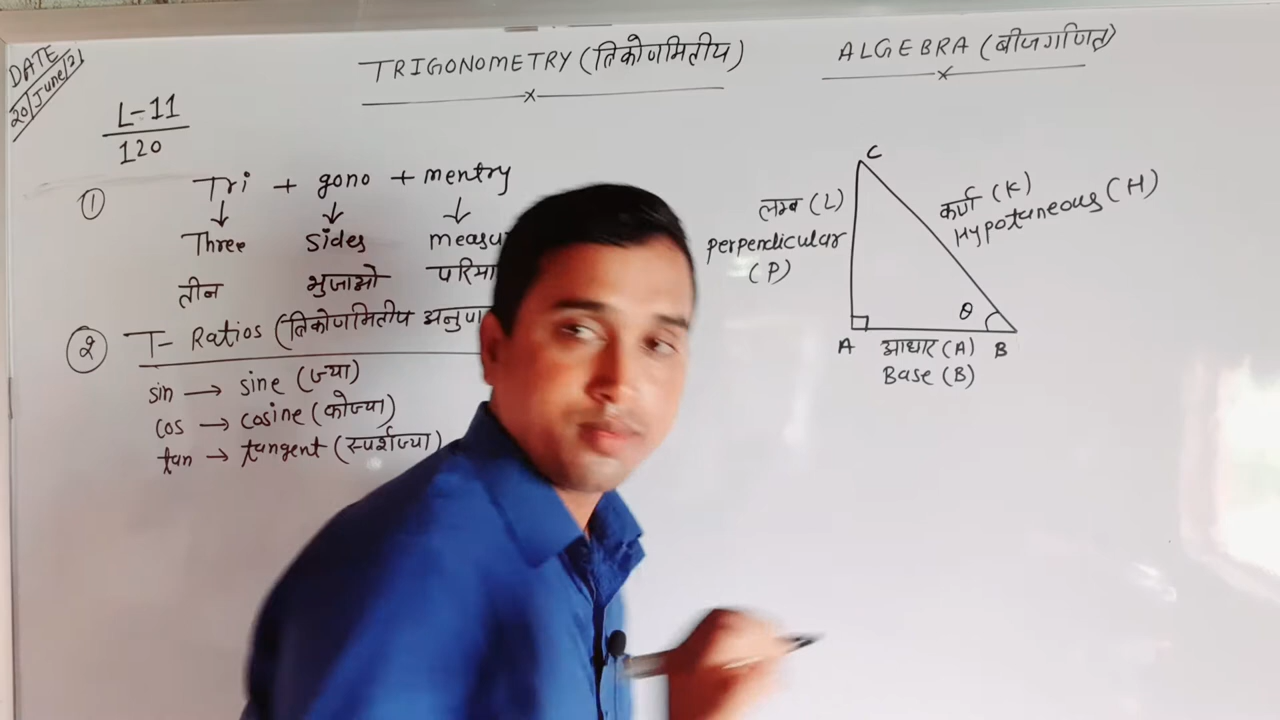 DATE
20/June/21
TRIGONOMETRY (त्रिकोणमितीय)
ALGEBRA (बीजगणित)
L-11
120
① Tri + gono + mentry
↓ ↓ ↓
Three sides measu
तीन भुजाओ परिमा
② T- Ratios (त्रिकोणमितीय अनुपा
sin → sine (ज्या)
cos → cosine (कोज्या)
tan → tangent (स्पर्शज्या)
C
लम्ब (L)
perpendicular
(P)
कर्ण (K)
Hypotaneous (H)
θ
A आधार (A) B
Base (B)